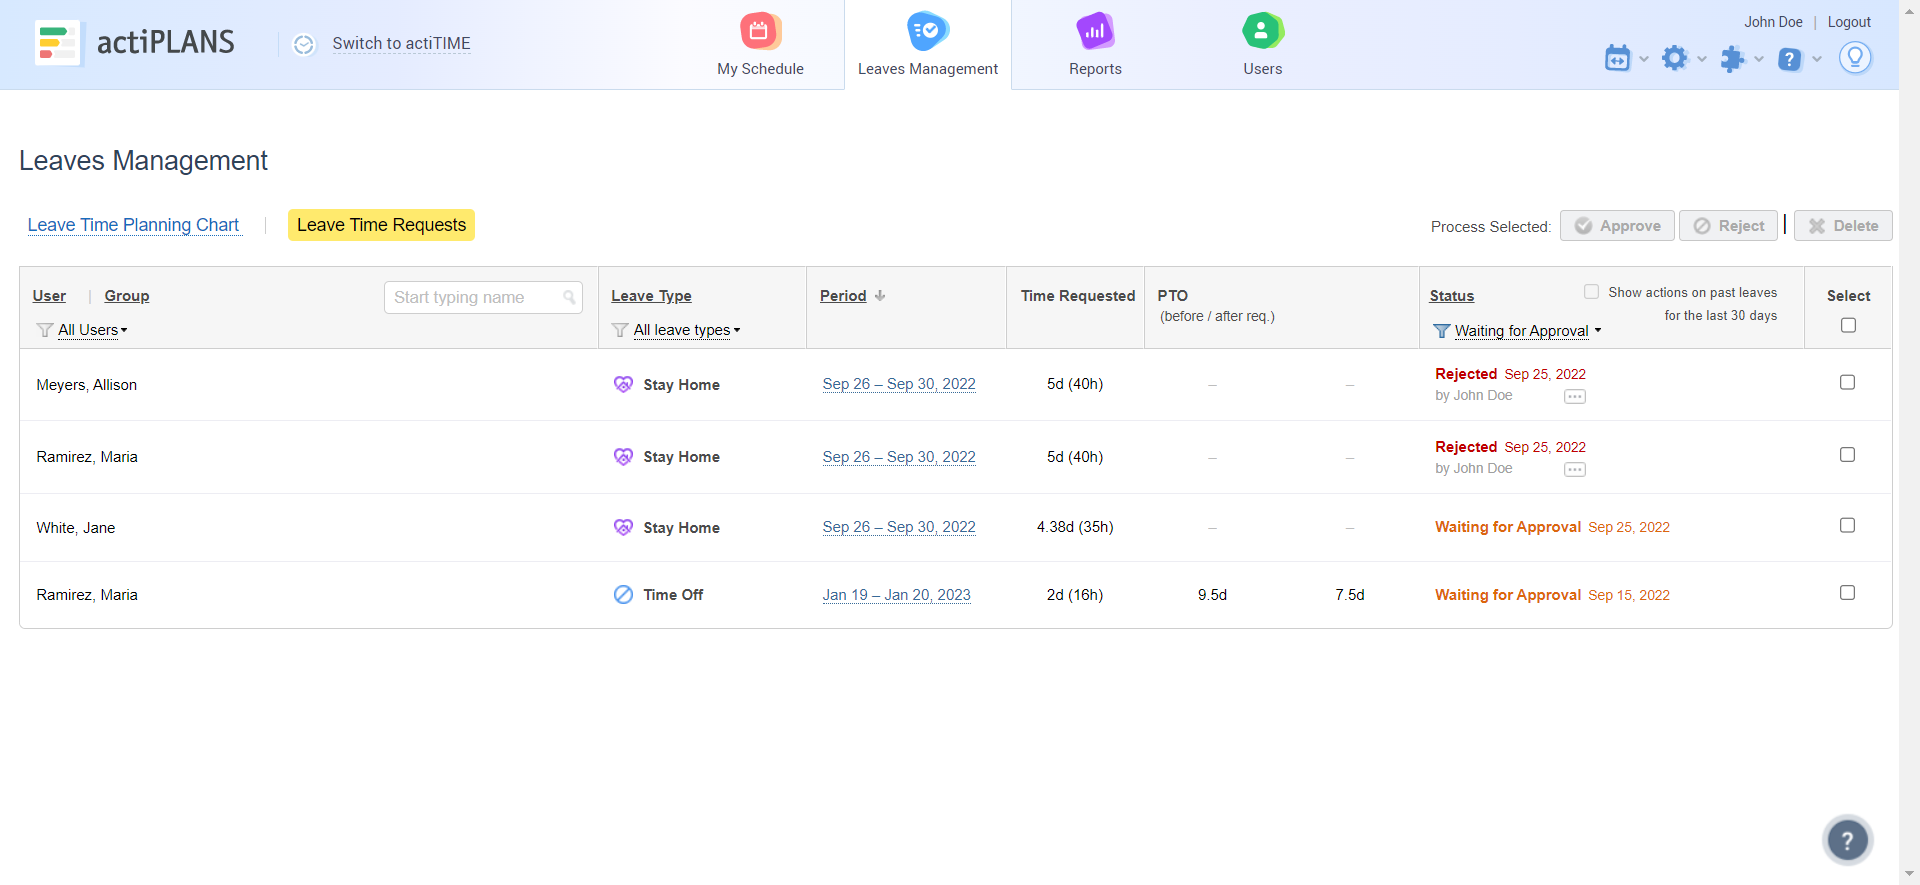 actiPLANS
Switch to actiTIME
My Schedule
Leaves Management
Reports
Users
John Doe | Logout
Leaves Management
Leave Time Planning Chart
Leave Time Requests
Process Selected:
Approve
Reject
Delete
User | Group
Start typing name
All Users
Leave Type
All leave types
Period
Time Requested
PTO
(before / after req.)
Status
Show actions on past leaves
for the last 30 days
Waiting for Approval
Select
Meyers, Allison
Stay Home
Sep 26 – Sep 30, 2022
5d (40h)
–
–
Rejected Sep 25, 2022
by John Doe
Ramirez, Maria
Stay Home
Sep 26 – Sep 30, 2022
5d (40h)
–
–
Rejected Sep 25, 2022
by John Doe
White, Jane
Stay Home
Sep 26 – Sep 30, 2022
4.38d (35h)
–
–
Waiting for Approval Sep 25, 2022
Ramirez, Maria
Time Off
Jan 19 – Jan 20, 2023
2d (16h)
9.5d
7.5d
Waiting for Approval Sep 15, 2022
?